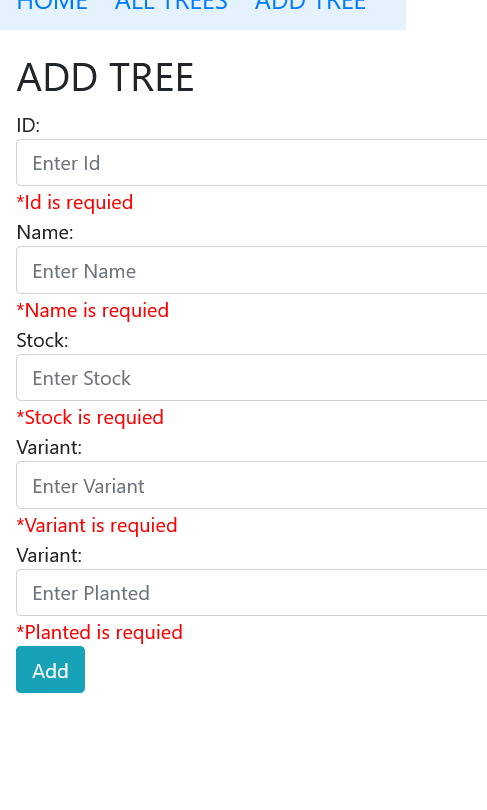 HOME ALL TREES ADD TREE
ADD TREE
ID:
Enter Id
*Id is requied
Name:
Enter Name
*Name is requied
Stock:
Enter Stock
*Stock is requied
Variant:
Enter Variant
*Variant is requied
Variant:
Enter Planted
*Planted is requied
Add